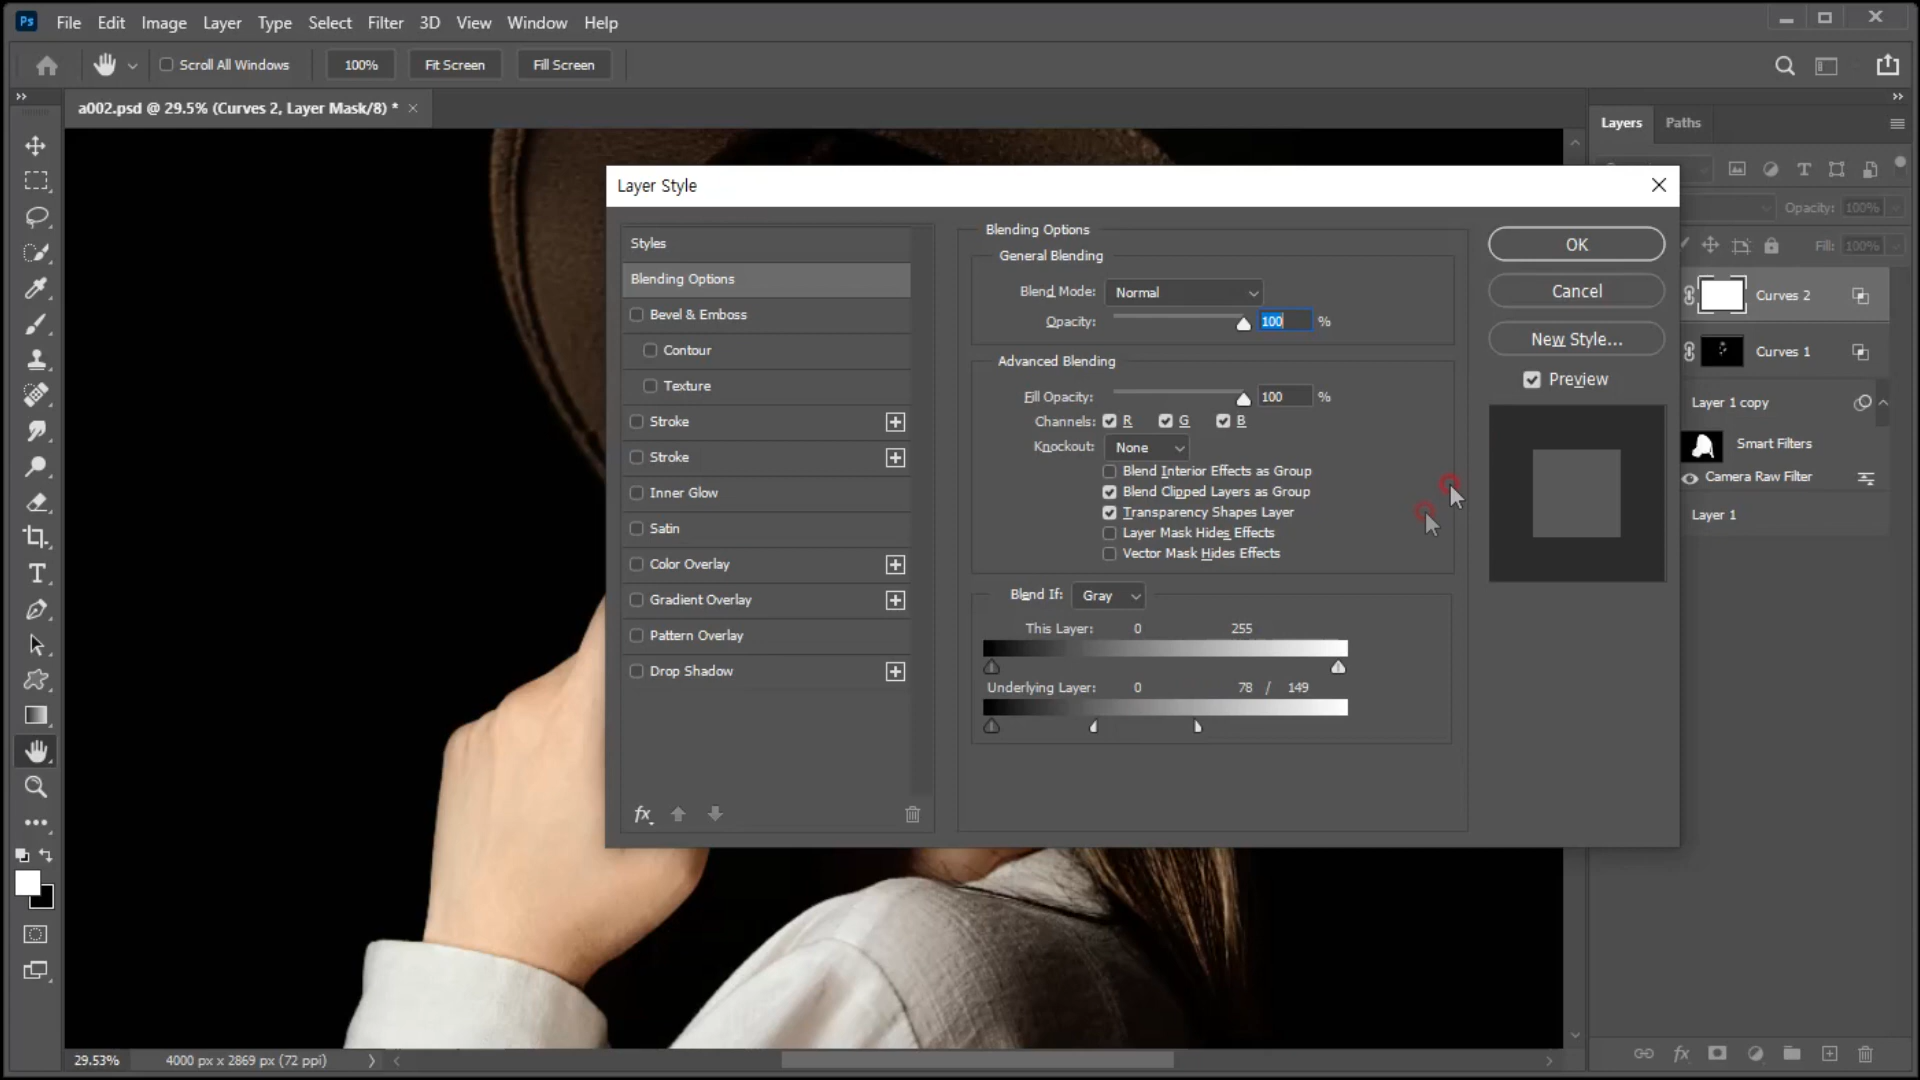 Ps File Edit Image Layer Type Select Filter 3D View Window Help
Scroll All Windows 100% Fit Screen Fill Screen
a002.psd @ 29.5% (Curves 2, Layer Mask/8) *
Layers Paths
Opacity: 100%
Fill: 100%
Curves 2
Curves 1
Layer 1 copy
Smart Filters
Camera Raw Filter
Layer 1
Layer Style
Styles
Blending Options
Bevel & Emboss
Contour
Texture
Stroke
Stroke
Inner Glow
Satin
Color Overlay
Gradient Overlay
Pattern Overlay
Drop Shadow
fx
Blending Options
General Blending
Blend Mode: Normal
Opacity: 100 %
Advanced Blending
Fill Opacity: 100 %
Channels: R G B
Knockout: None
Blend Interior Effects as Group
Blend Clipped Layers as Group
Transparency Shapes Layer
Layer Mask Hides Effects
Vector Mask Hides Effects
Blend If: Gray
This Layer: 0 255
Underlying Layer: 0 78 / 149
OK
Cancel
New Style...
Preview
29.53% 4000 px x 2869 px (72 ppi)
fx